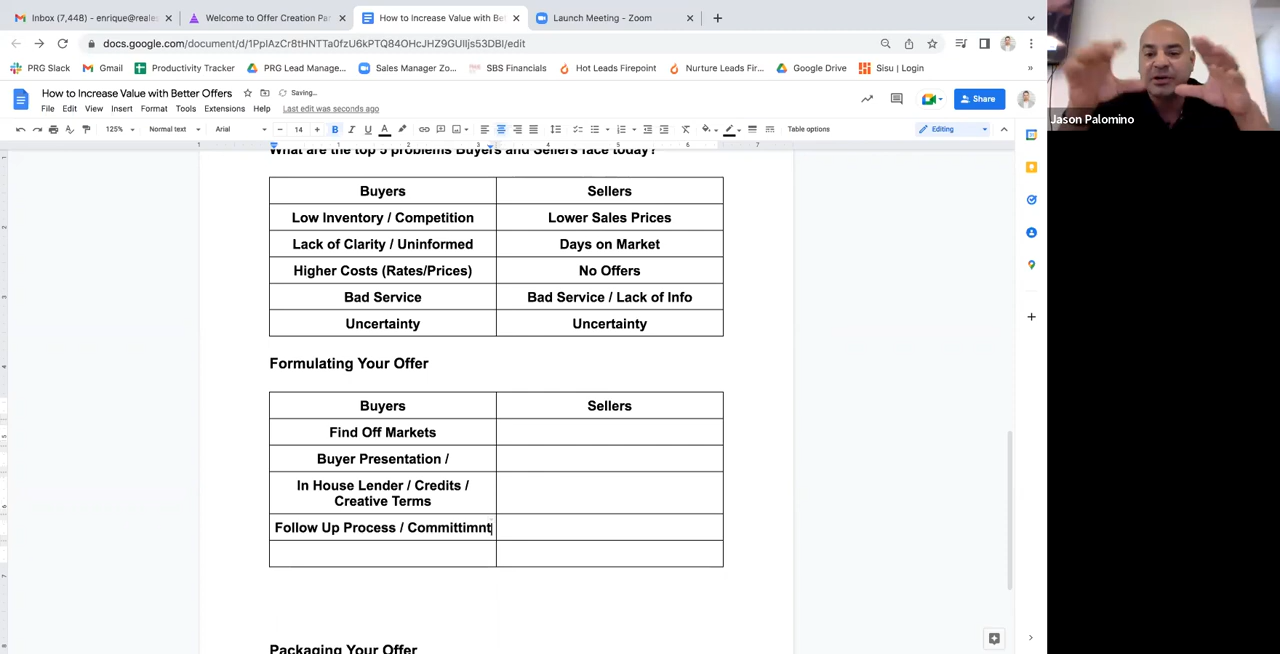 Inbox (7,448) - enrique@reale
Welcome to Offer Creation Par
How to Increase Value with Bet
Launch Meeting - Zoom
docs.google.com/document/d/1PplAzCr8tHNTTa0fzU6kPTQ84OHcJHZ9GUlljs53DBI/edit
PRG Slack
Gmail
Productivity Tracker
PRG Lead Manage...
Sales Manager Zo...
SBS Financials
Hot Leads Firepoint
Nurture Leads Fir...
Google Drive
Sisu | Login
How to Increase Value with Better Offers
Saving...
File Edit View Insert Format Tools Extensions Help Last edit was seconds ago
Share
125% Normal text Arial 14 Table options Editing
What are the top 5 problems Buyers and Sellers face today?
Buyers Sellers
Low Inventory / Competition Lower Sales Prices
Lack of Clarity / Uninformed Days on Market
Higher Costs (Rates/Prices) No Offers
Bad Service Bad Service / Lack of Info
Uncertainty Uncertainty
Formulating Your Offer
Buyers Sellers
Find Off Markets
Buyer Presentation /
In House Lender / Credits /
Creative Terms
Follow Up Process / Committimnt
Packaging Your Offer
Jason Palomino